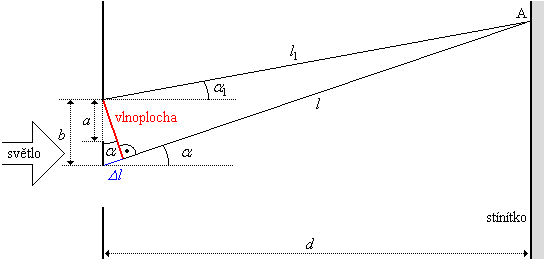 A
l₁
α₁
l
b
a
vlnoplocha
světlo
α
α
Δl
stínítko
d